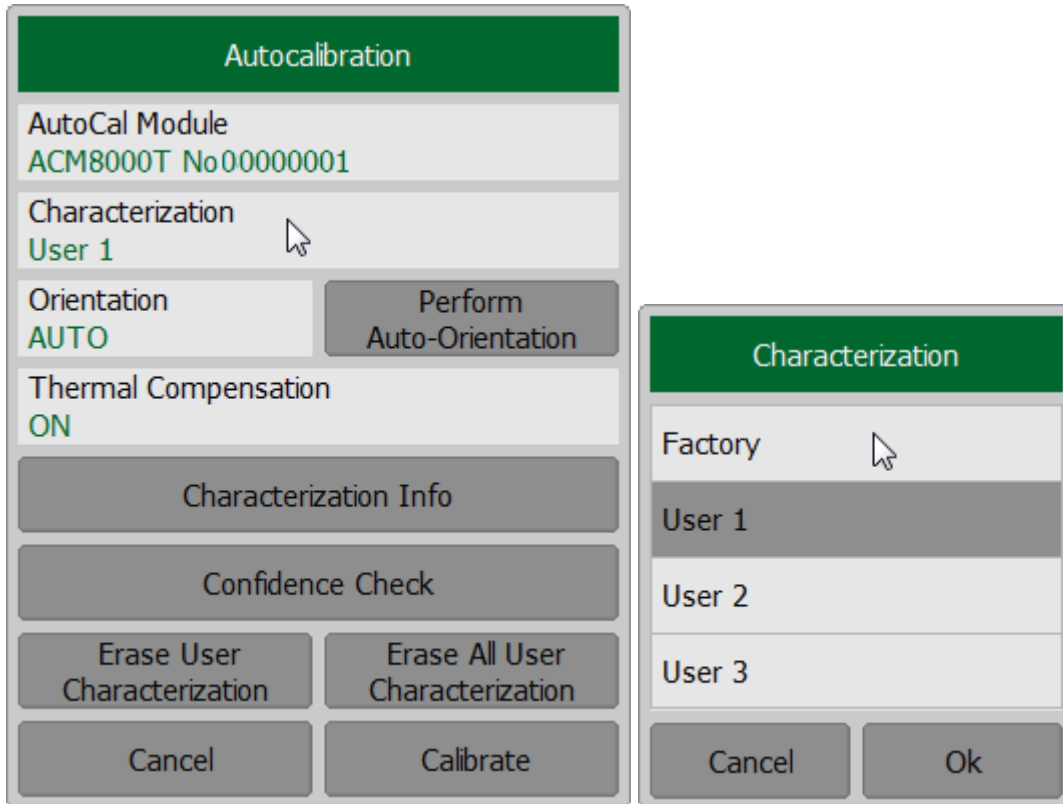 Autocalibration
AutoCal Module
ACM8000T No00000001
Characterization
User 1
Orientation
AUTO
Perform
Auto-Orientation
Thermal Compensation
ON
Characterization Info
Confidence Check
Erase User
Characterization
Erase All User
Characterization
Cancel
Calibrate
Characterization
Factory
User 1
User 2
User 3
Cancel
Ok